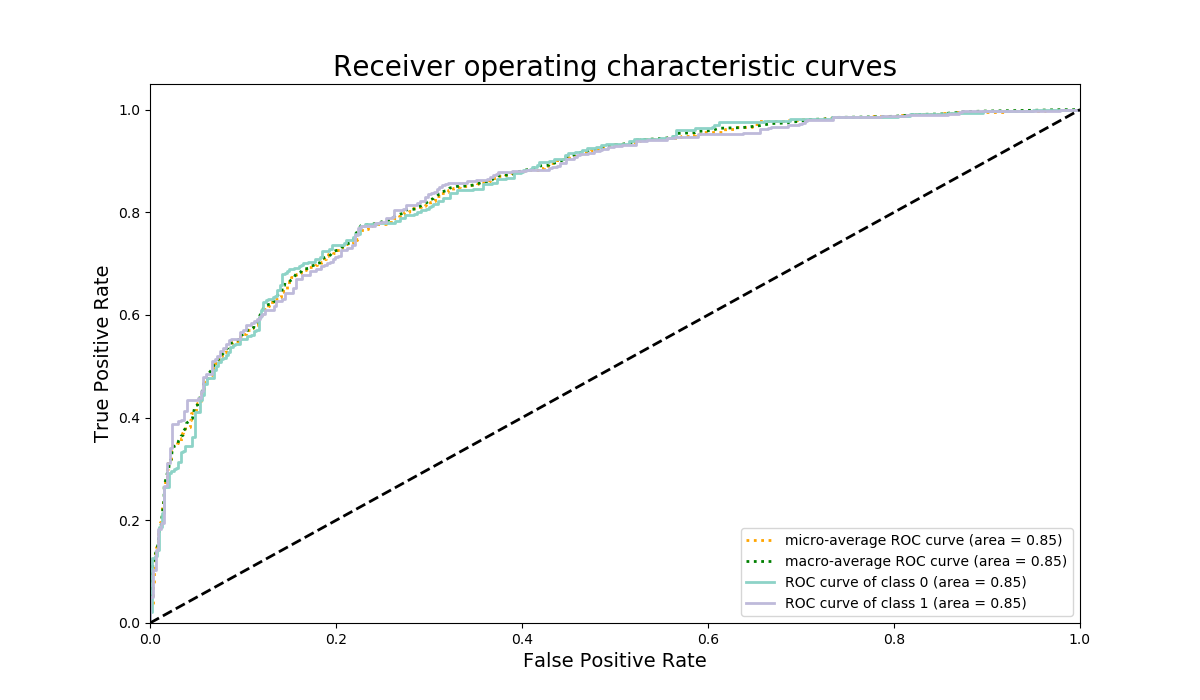 Receiver operating characteristic curves
True Positive Rate
1.0
0.8
0.6
0.4
0.2
0.0
0.0 0.2 0.4 0.6 0.8 1.0
False Positive Rate
micro-average ROC curve (area = 0.85)
macro-average ROC curve (area = 0.85)
ROC curve of class 0 (area = 0.85)
ROC curve of class 1 (area = 0.85)